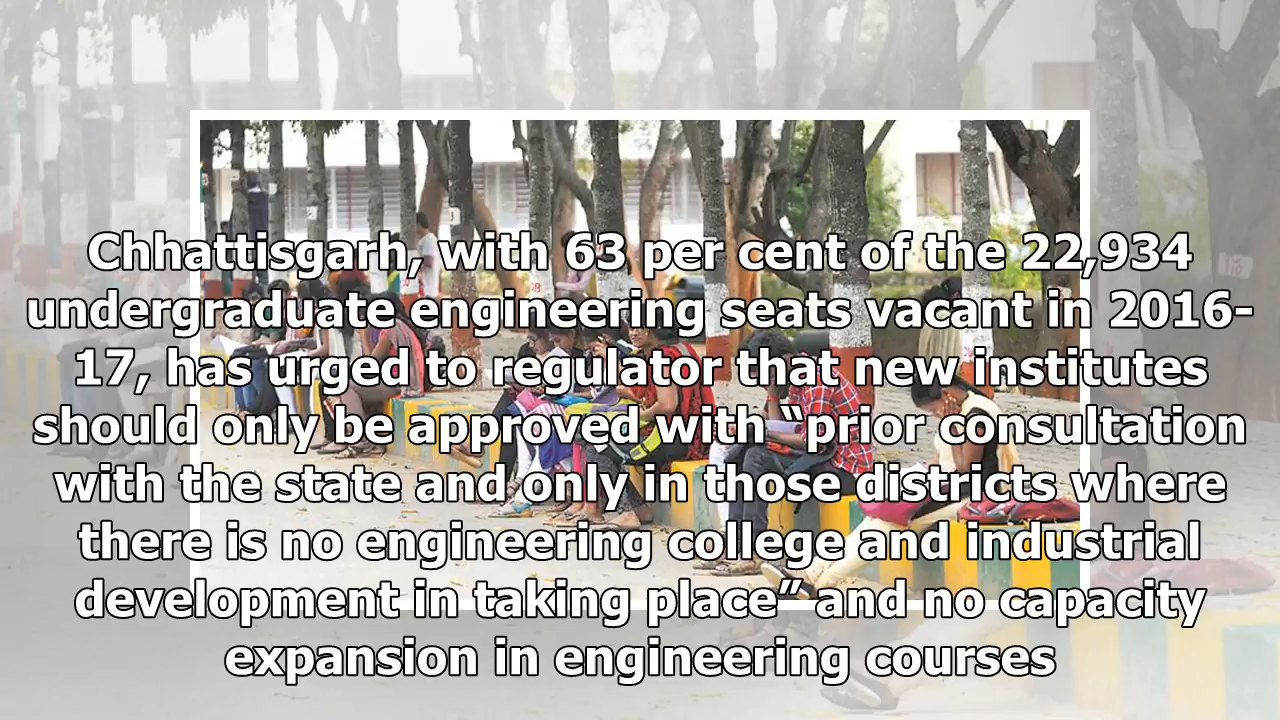 Chhattisgarh, with 63 per cent of the 22,934
undergraduate engineering seats vacant in 2016-
17, has urged to regulator that new institutes
should only be approved with “prior consultation
with the state and only in those districts where
there is no engineering college and industrial
development in taking place” and no capacity
expansion in engineering courses